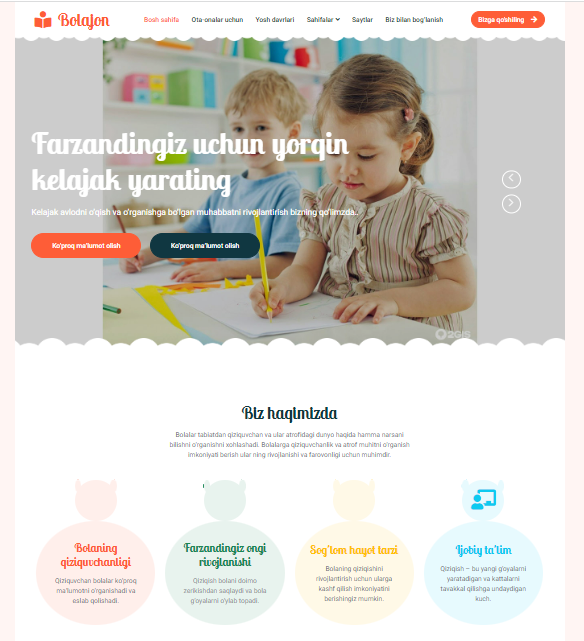 Bolajon
Bosh sahifa Ota-onalar uchun Yosh davrlari Sahifalar Saytlar Biz bilan bog'lanish Bizga qo'shiling
Farzandingiz uchun yorqin
kelajak yarating
Kelajak avlodni o'qish va o'rganishga bo'lgan muhabbatni rivojlantirish bizning qo'limizda..
Ko'proq ma'lumot olish Ko'proq ma'lumot olish
2GIS
Biz haqimizda
Bolalar tabiatdan qiziquvchan va ular atrofidagi dunyo haqida hamma narsani
bilishni o'rganishni xohlashadi. Bolalarga qiziquvchanlik va atrof muhitni o'rganish
imkoniyati berish ular ning rivojlanishi va farovonligi uchun muhimdir.
Bolaning
qiziquvchanligi
Qiziquvchan bolalar ko'proq
ma'lumotni o'rganishadi va
eslab qolishadi.
Farzandingiz ongi
rivojlanishi
Qiziqish bolani doimo
zerikishdan saqlaydi va bola
g'oyalarni o'ylab topadi.
Sog'lom hayot tarzi
Bolaning qiziqishini
rivojlantirish uchun ularga
kashf qilish imkoniyatini
berishingiz mumkin.
Ijobiy ta'lim
Qiziqish – bu yangi g'oyalarni
yaratadigan va kattalarni
tavakkal qilishga undaydigan
kuch.